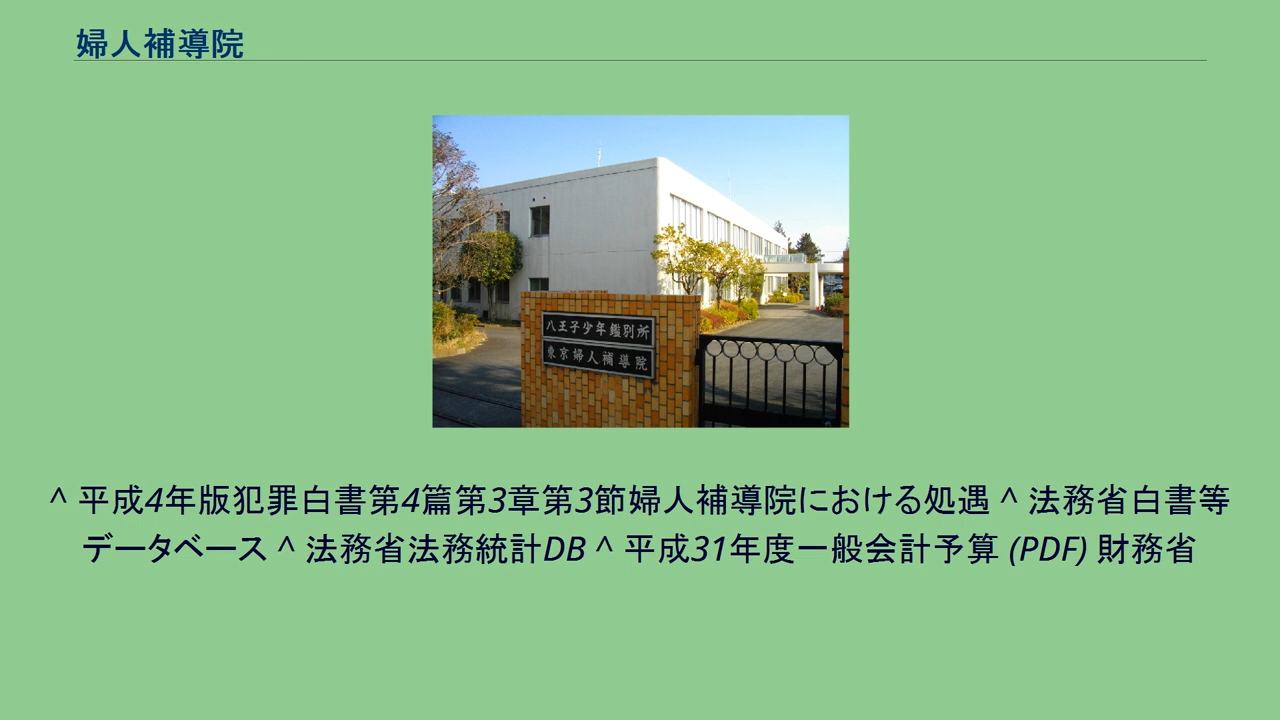 婦人補導院
八王子少年鑑別所
東京婦人補導院
^ 平成4年版犯罪白書第4篇第3章第3節婦人補導院における処遇 ^ 法務省白書等
データベース ^ 法務省法務統計DB ^ 平成31年度一般会計予算 (PDF) 財務省